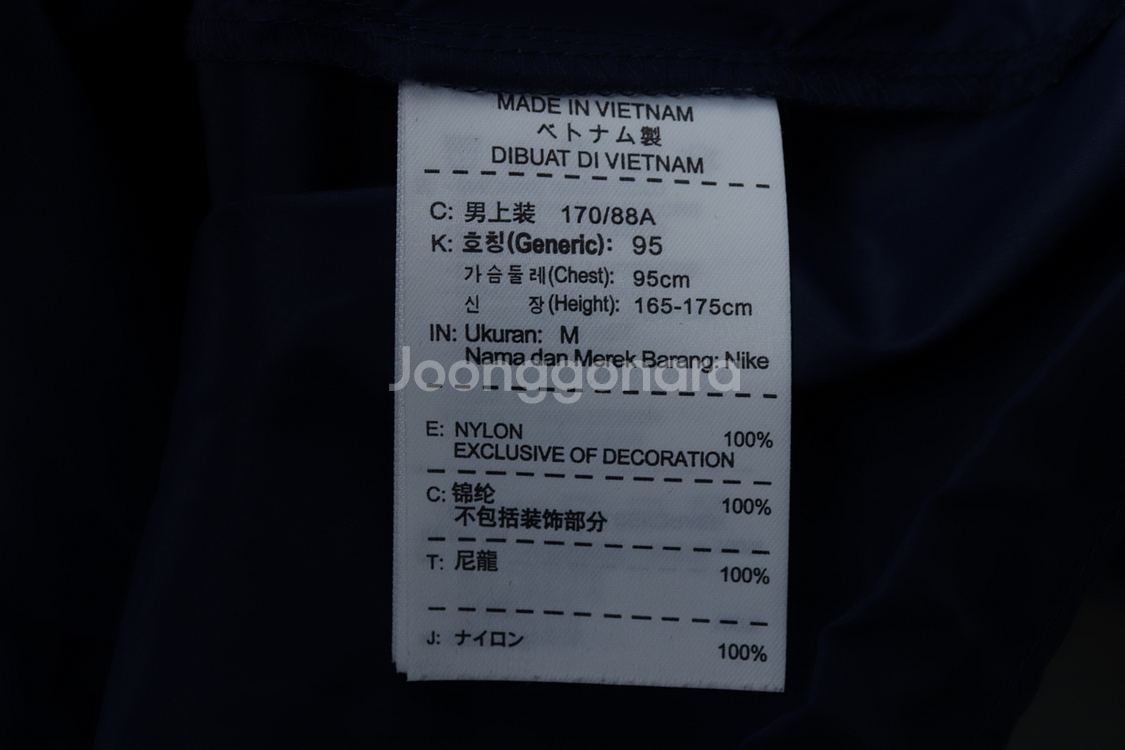 MADE IN VIETNAM
ベトナム製
DIBUAT DI VIETNAM
C: 男上装 170/88A
K: 호칭(Generic): 95
가슴둘레(Chest): 95cm
신 장(Height): 165-175cm
IN: Ukuran: M
Nama dan Merek Barang: Nike
Joonggonara
E: NYLON 100%
EXCLUSIVE OF DECORATION
C: 锦纶 100%
不包括装饰部分
T: 尼龍 100%
J: ナイロン 100%